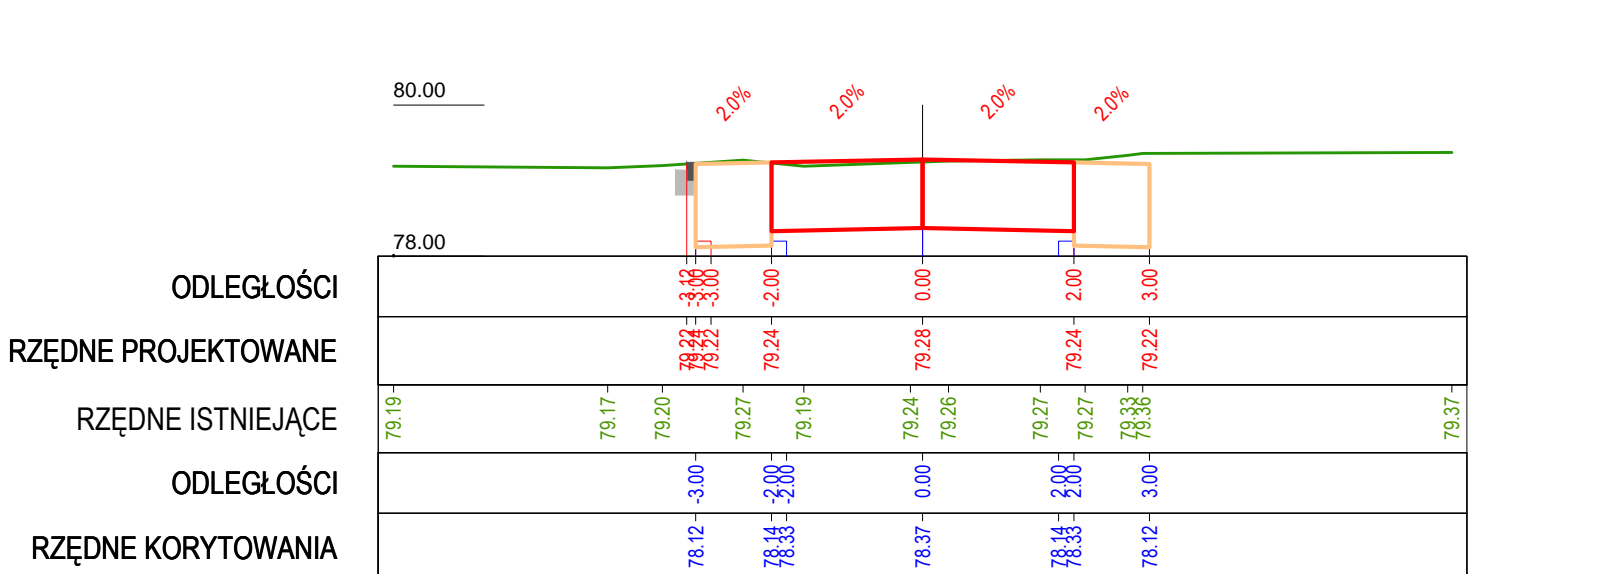 80.00
2.0% 2.0% 2.0% 2.0%
78.00
ODLEGŁOŚCI -3.12 -3.00 -3.00 -2.00 0.00 2.00 3.00
RZĘDNE PROJEKTOWANE 79.22 79.24 79.22 79.24 79.28 79.24 79.22
RZĘDNE ISTNIEJĄCE 79.19 79.17 79.20 79.27 79.19 79.24 79.26 79.27 79.27 79.33 79.36 79.37
ODLEGŁOŚCI -3.00 -2.00 -2.00 0.00 2.00 2.00 3.00
RZĘDNE KORYTOWANIA 78.12 78.14 78.33 78.37 78.14 78.33 78.12